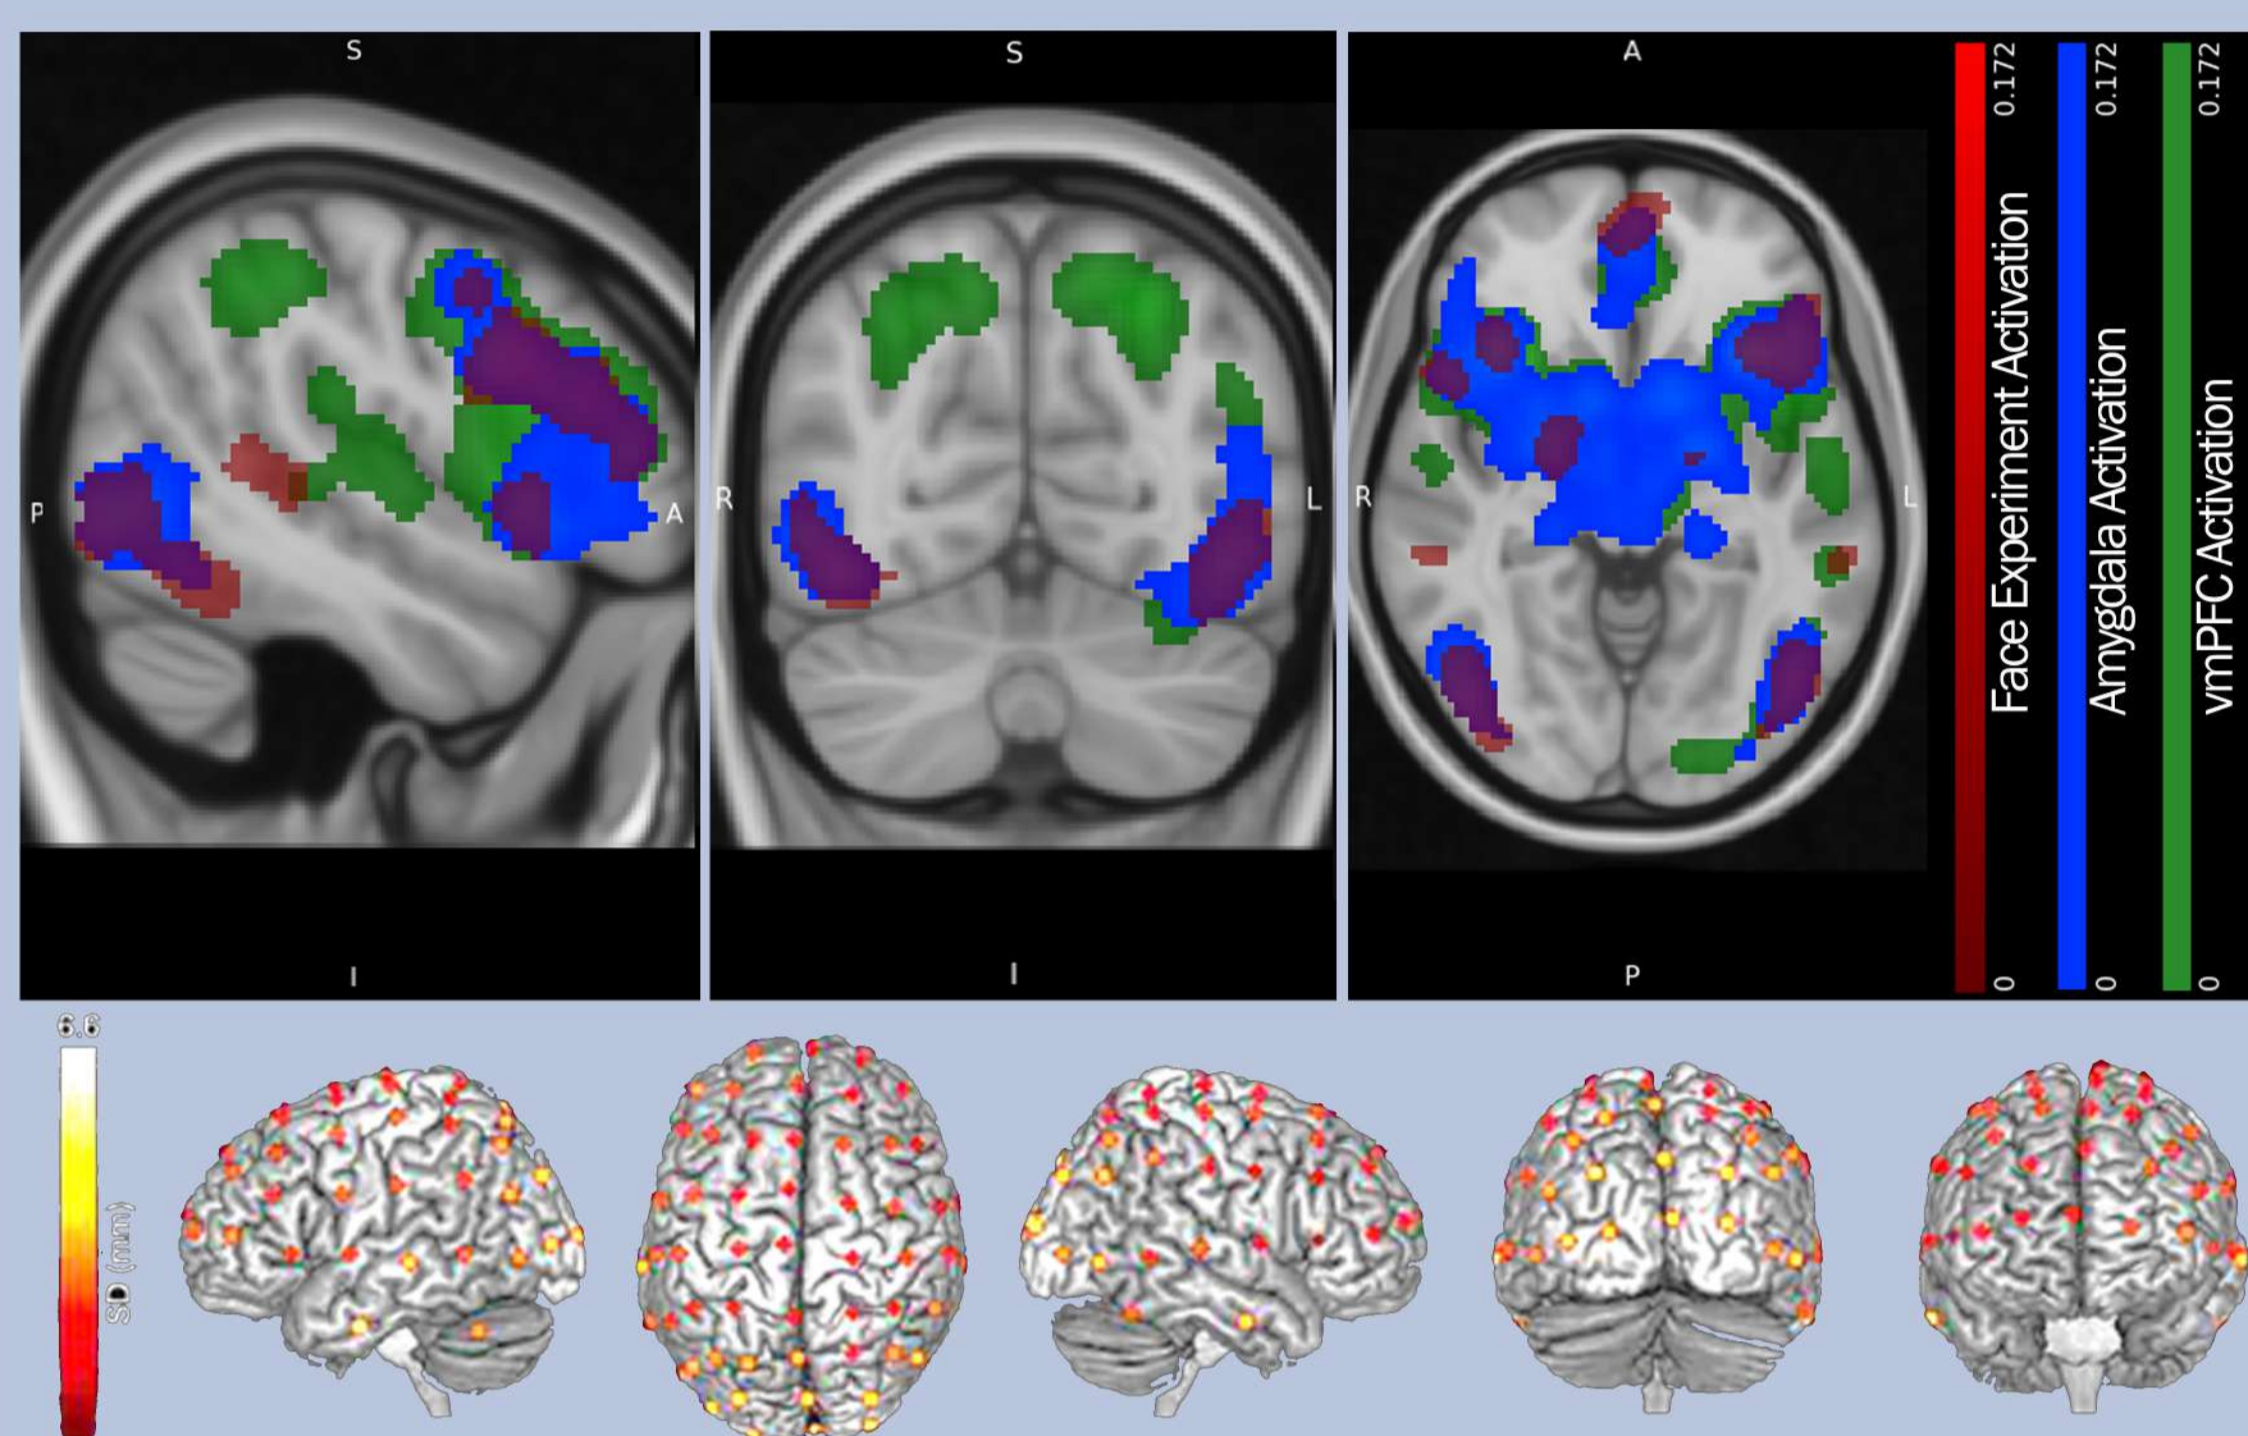 S
P
A
I
S
R
L
I
A
R
L
P
0.172
Face Experiment Activation
0
0.172
Amygdala Activation
0
0.172
vmPFC Activation
0
6.6
SD (mm)